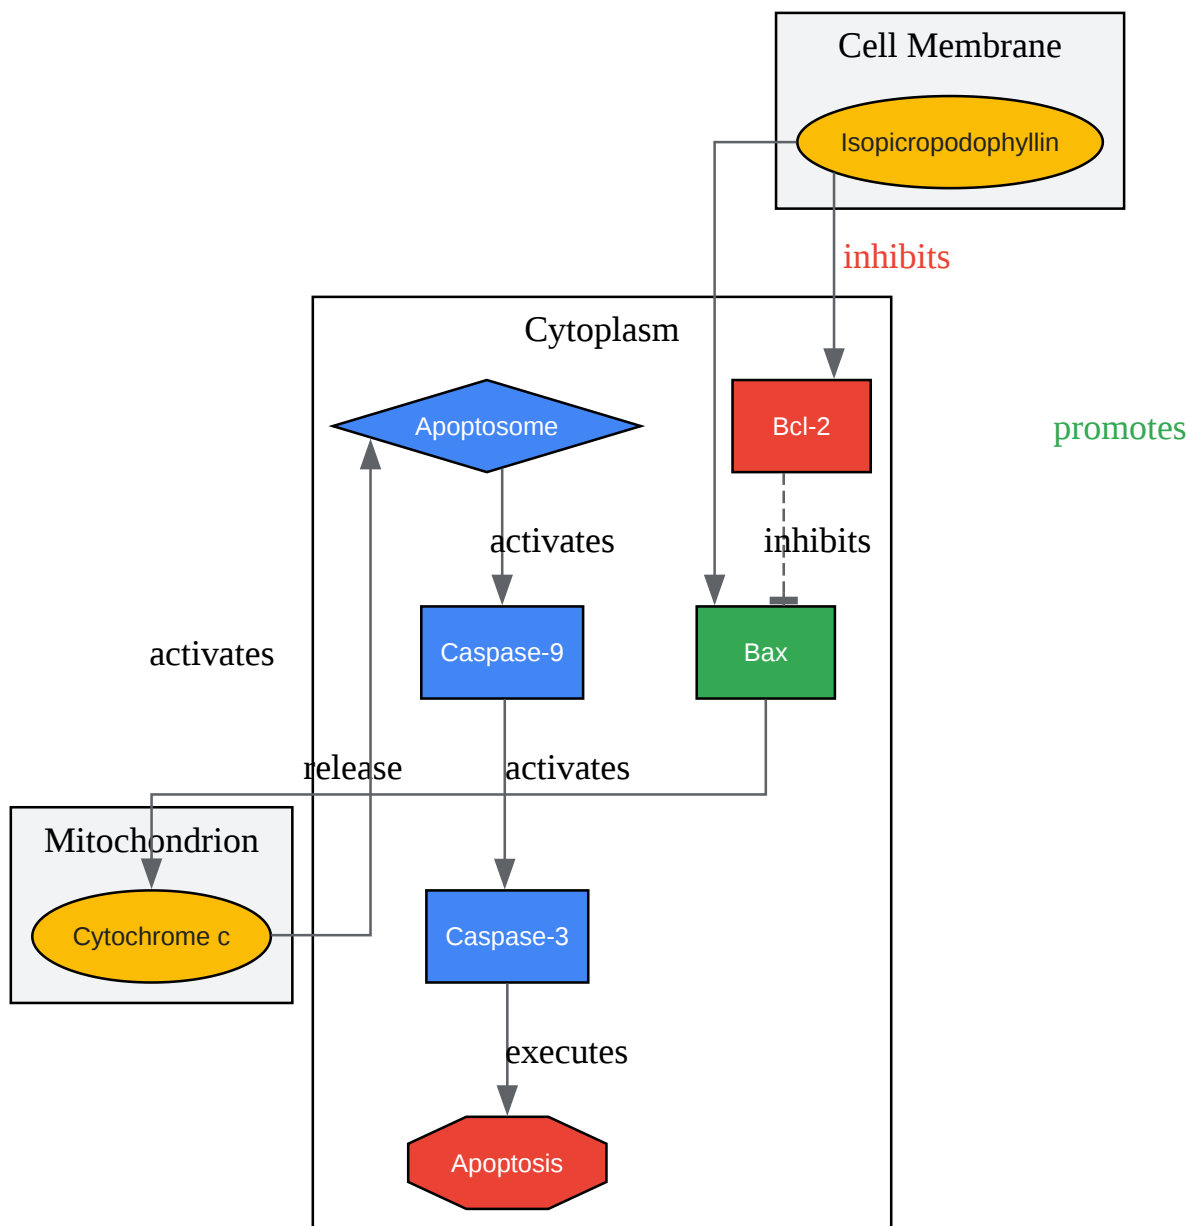 Cell Membrane
Isopicropodophyllin
inhibits
Cytoplasm
Apoptosome
Bcl-2
promotes
activates
inhibits
activates
Caspase-9
Bax
release
activates
Mitochondrion
Cytochrome c
Caspase-3
executes
Apoptosis